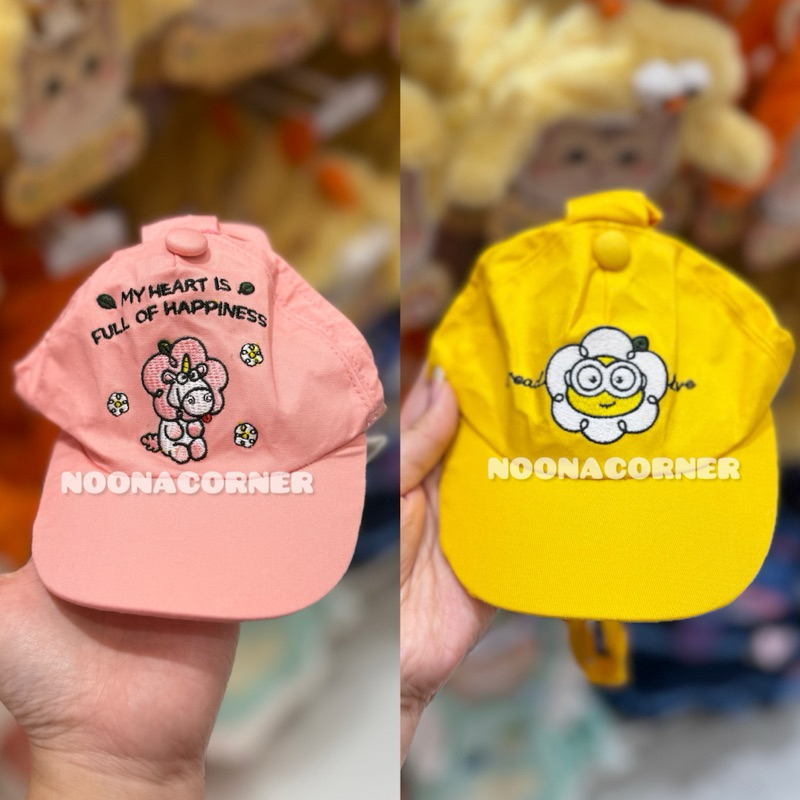 MY HEART IS
FULL OF HAPPINESS
NOONACORNER
NOONACORNER